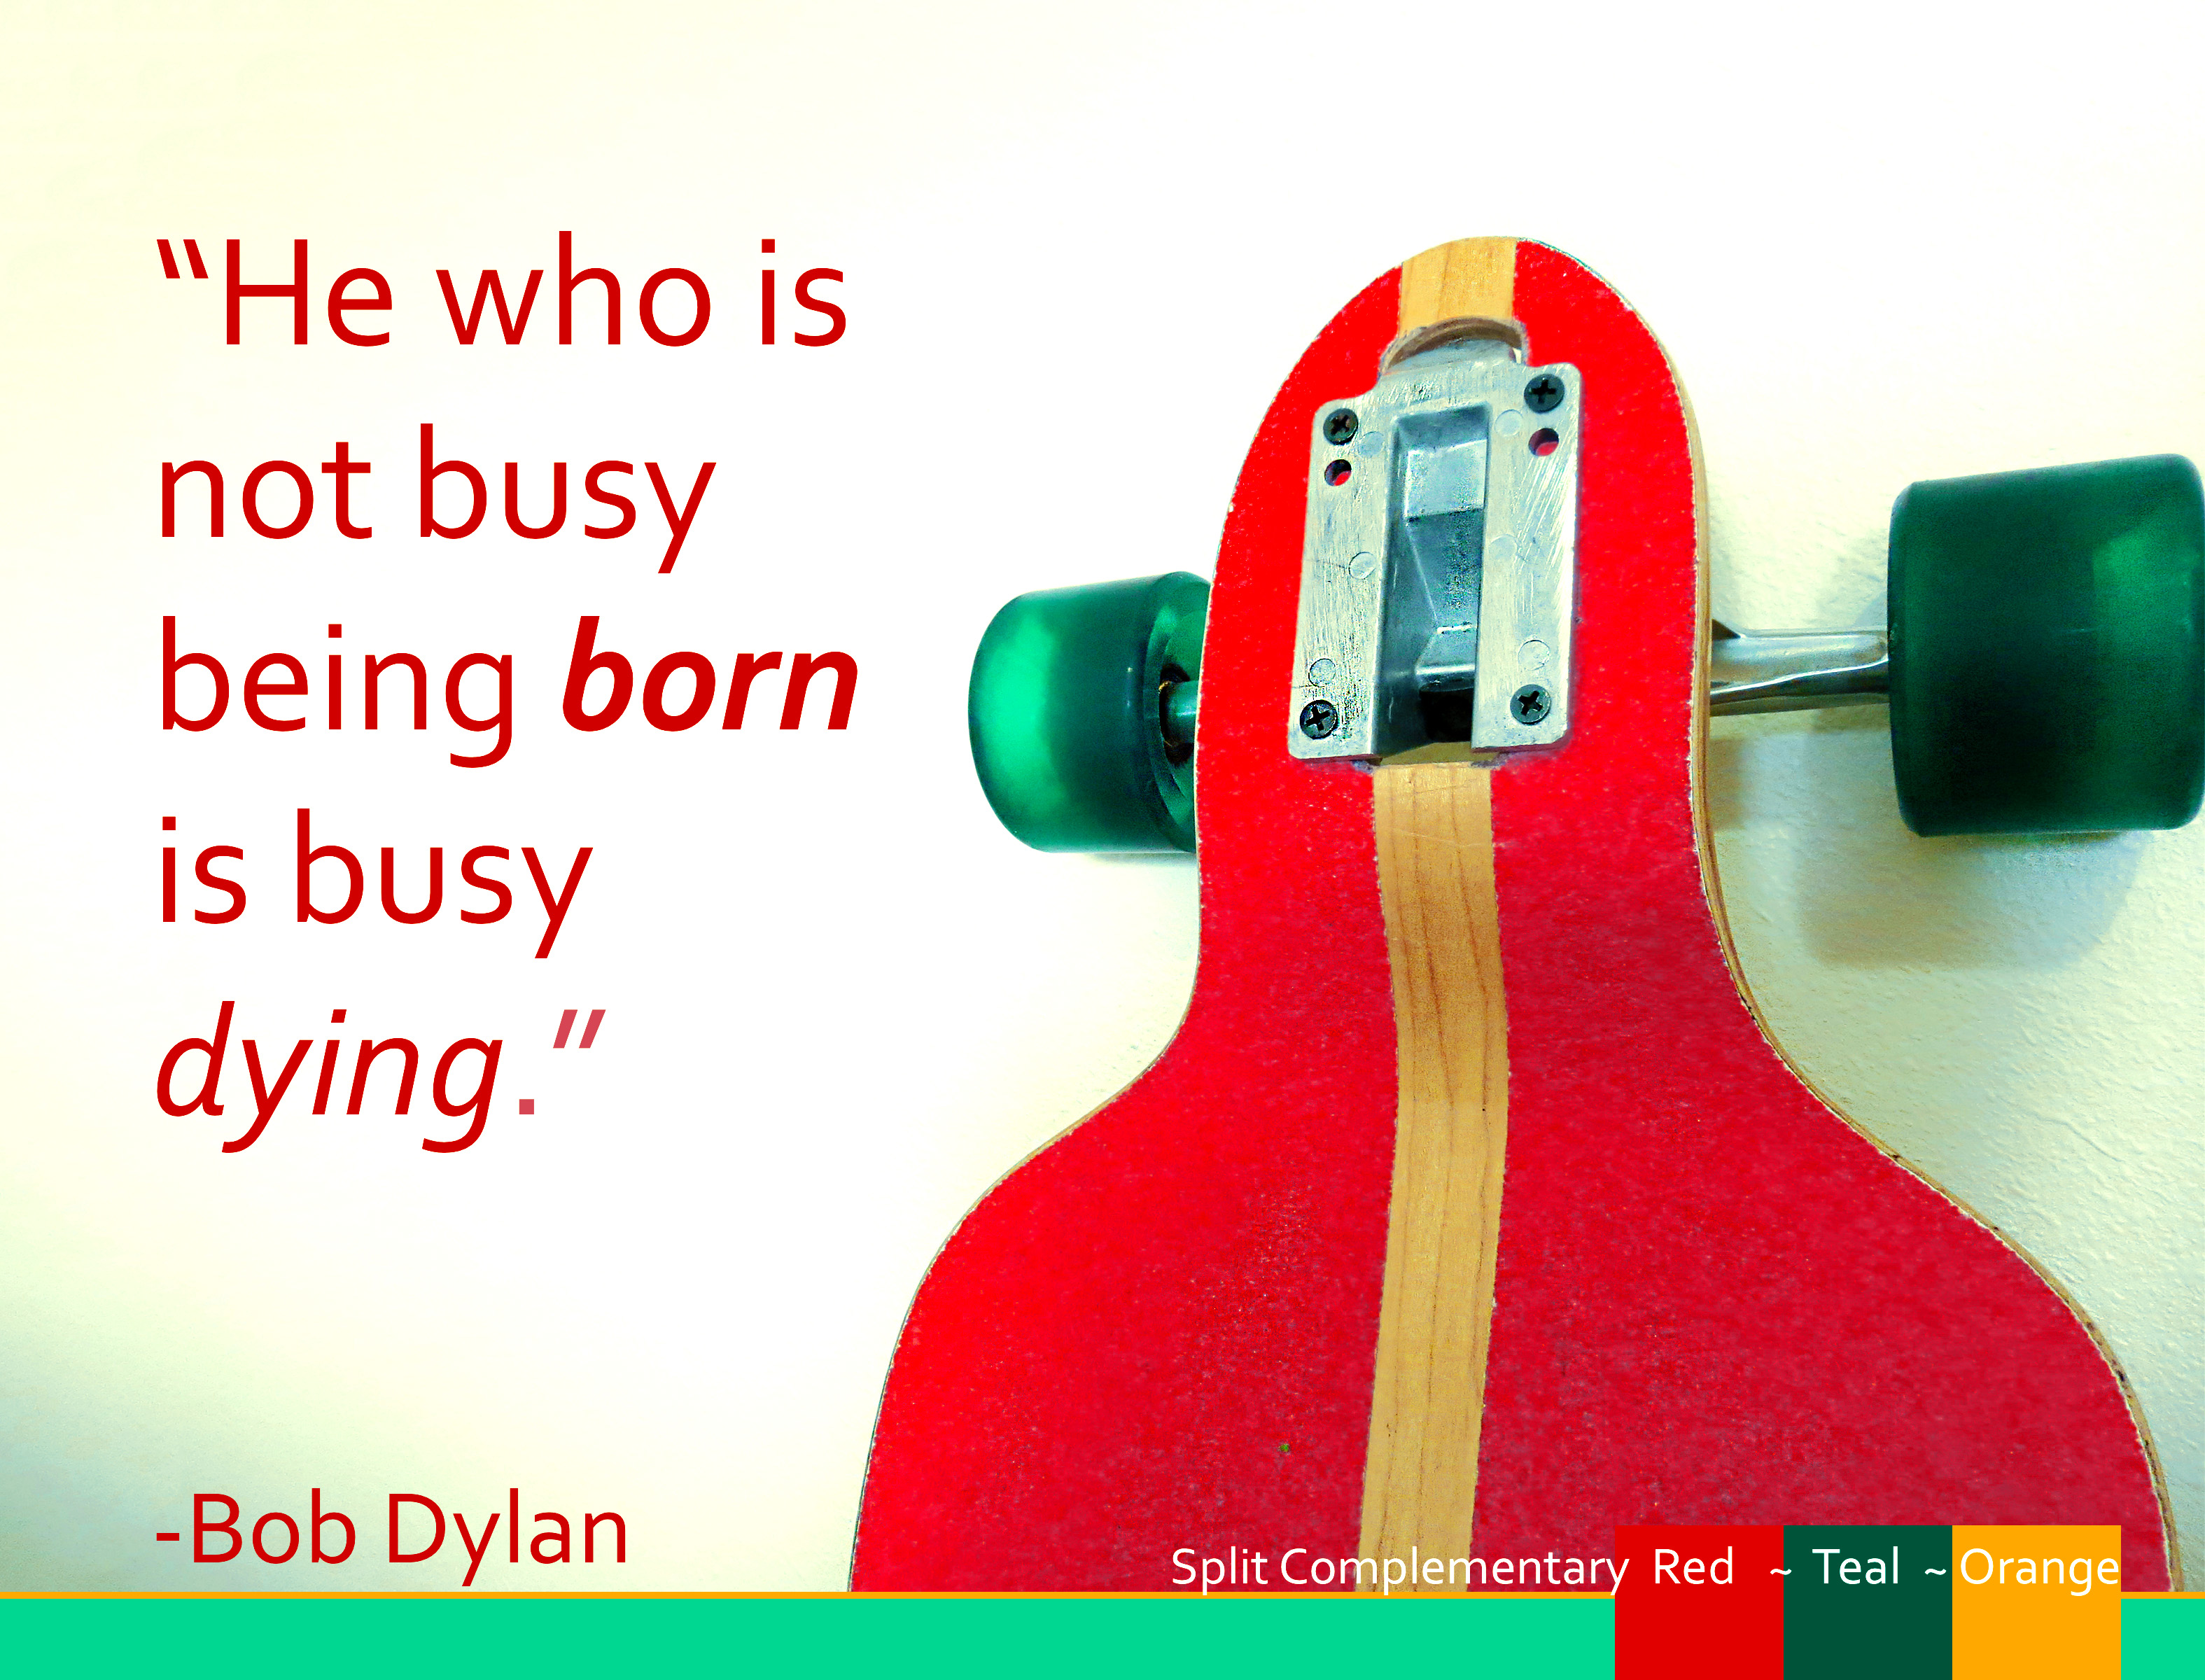 “He who is
not busy
being born
is busy
dying.”
-Bob Dylan
Split Complementary Red ~ Teal ~ Orange